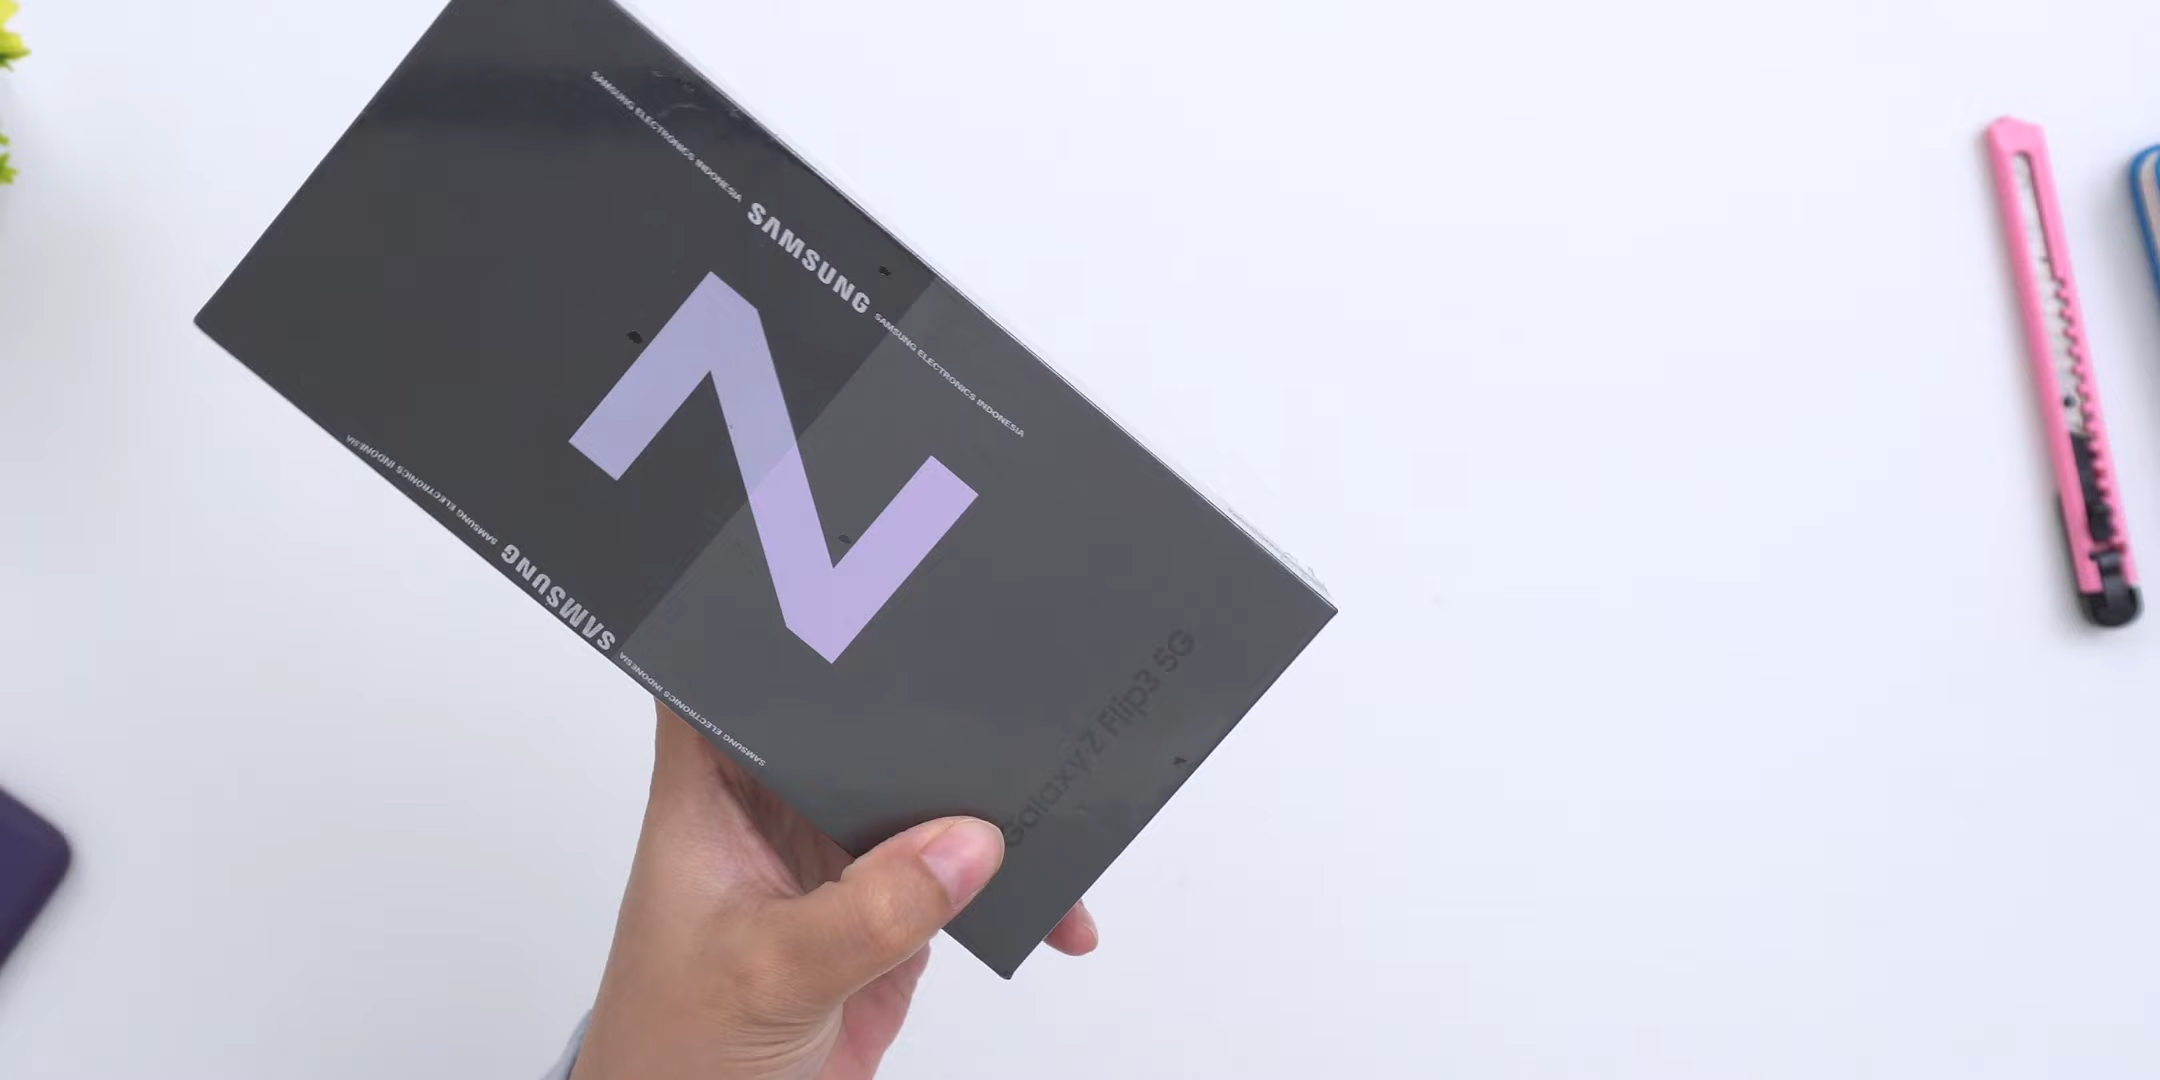 SAMSUNG ELECTRONICS INDONESIA SAMSUNG SAMSUNG ELECTRONICS INDONESIA
Z
SAMSUNG ELECTRONICS INDONESIA SAMSUNG SAMSUNG ELECTRONICS INDONESIA
Galaxy Z Flip3 5G